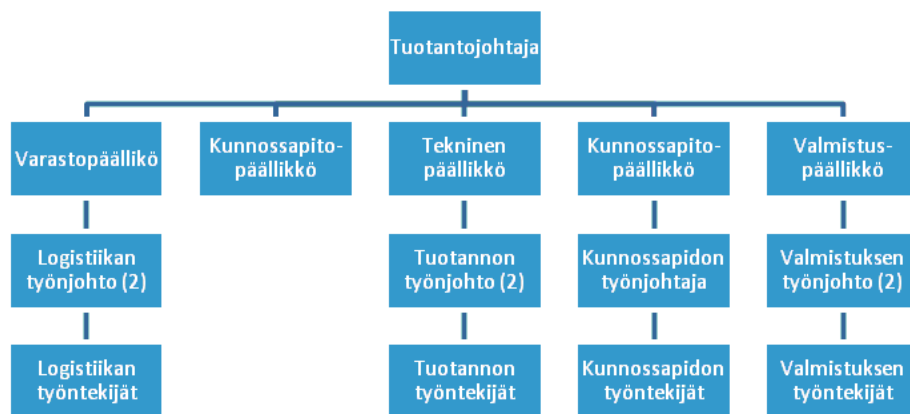 Tuotantojohtaja
Varastopäällikö
Kunnossapito-
päällikkö
Tekninen
päällikkö
Kunnossapito-
päällikkö
Valmistus-
päällikkö
Logistiikan
työnjohto (2)
Tuotannon
työnjohto (2)
Kunnossapidon
työnjohtaja
Valmistuksen
työnjohto (2)
Logistiikan
työntekijät
Tuotannon
työntekijät
Kunnossapidon
työntekijät
Valmistuksen
työntekijät